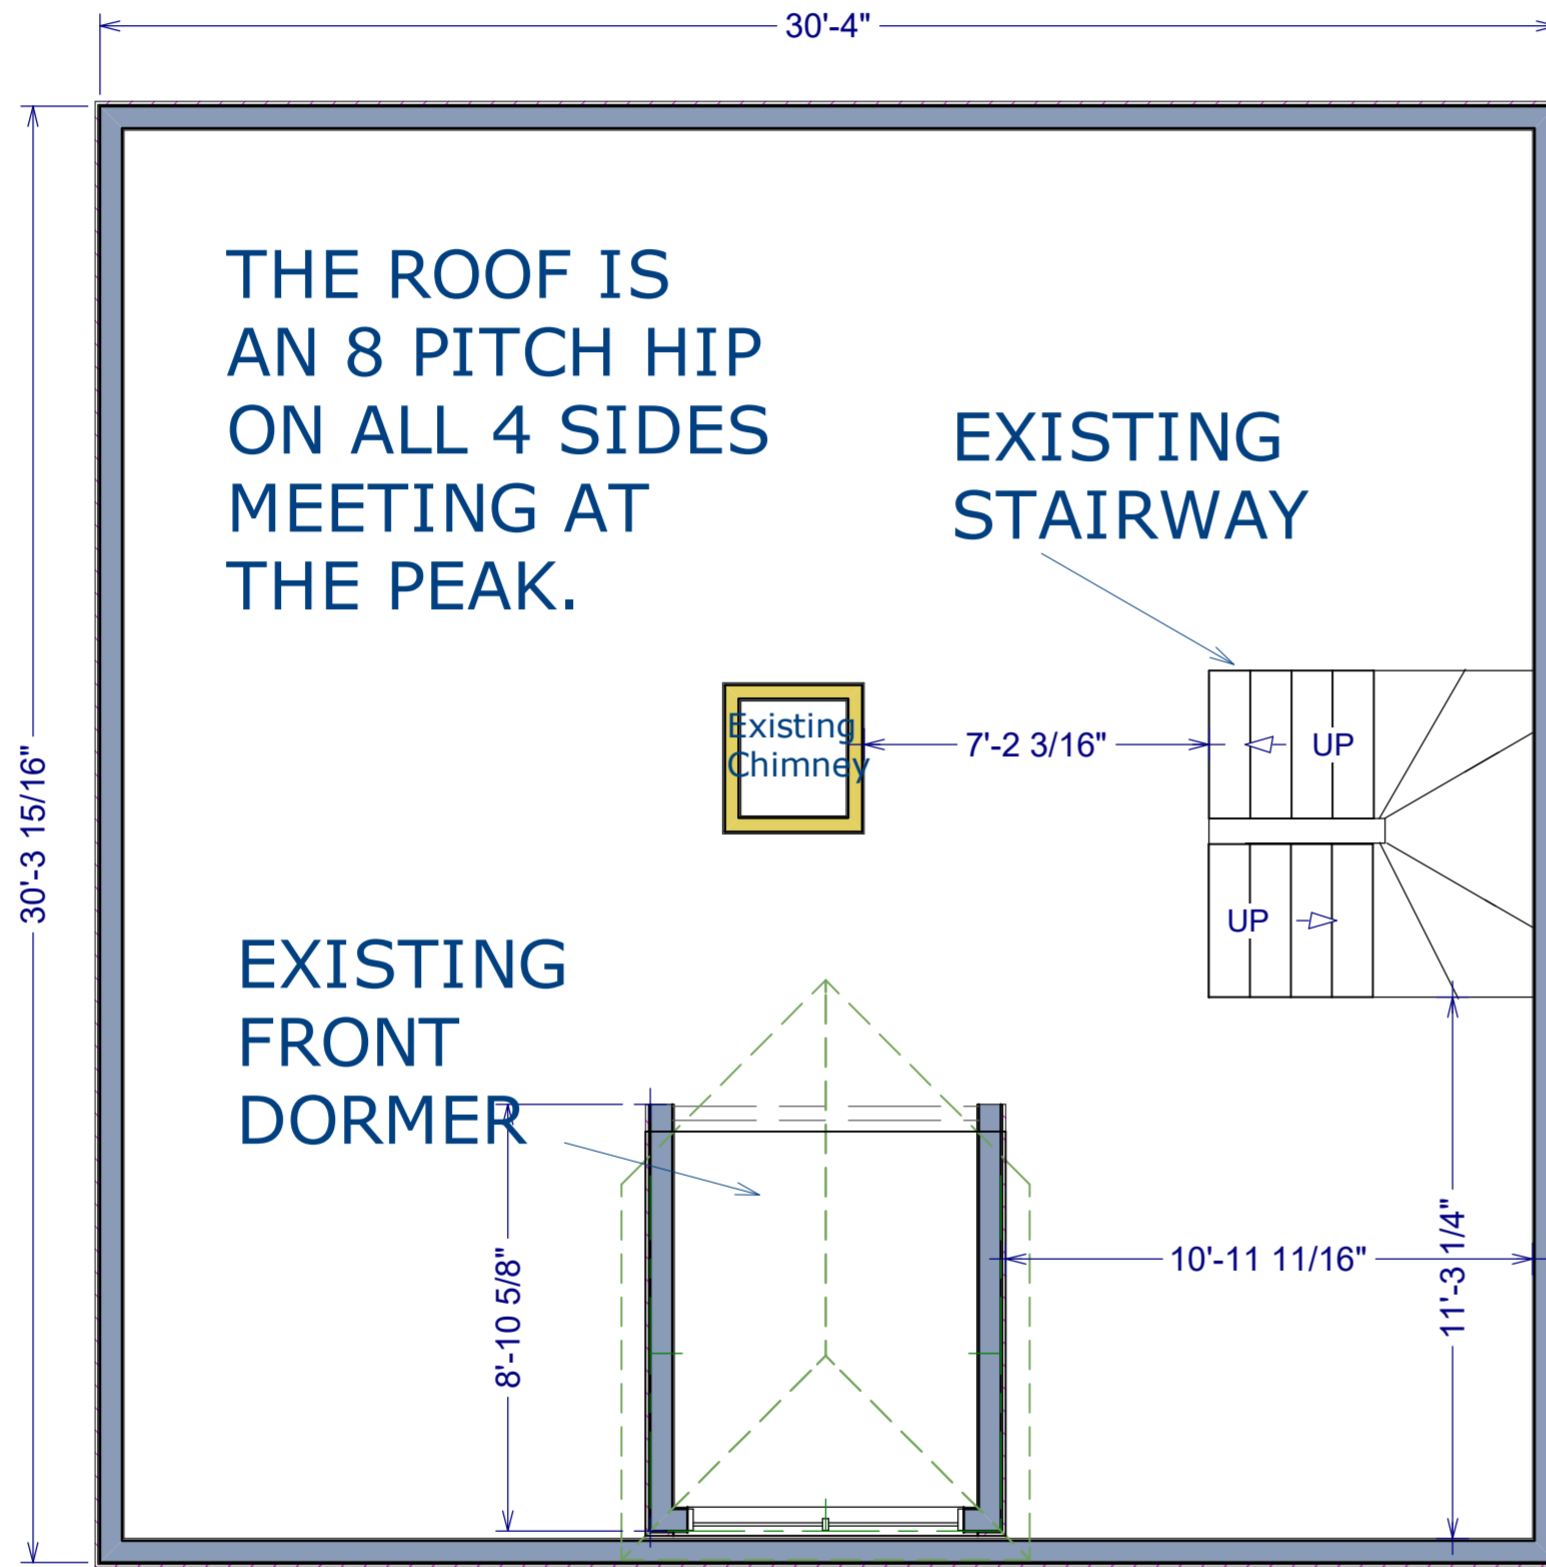 30'-4"
THE ROOF IS
AN 8 PITCH HIP
ON ALL 4 SIDES
MEETING AT
THE PEAK.
EXISTING
STAIRWAY
Existing
Chimney
7'-2 3/16"
UP
30'-3 15/16"
UP
EXISTING
FRONT
DORMER
8'-10 5/8"
10'-11 11/16"
11'-3 1/4"